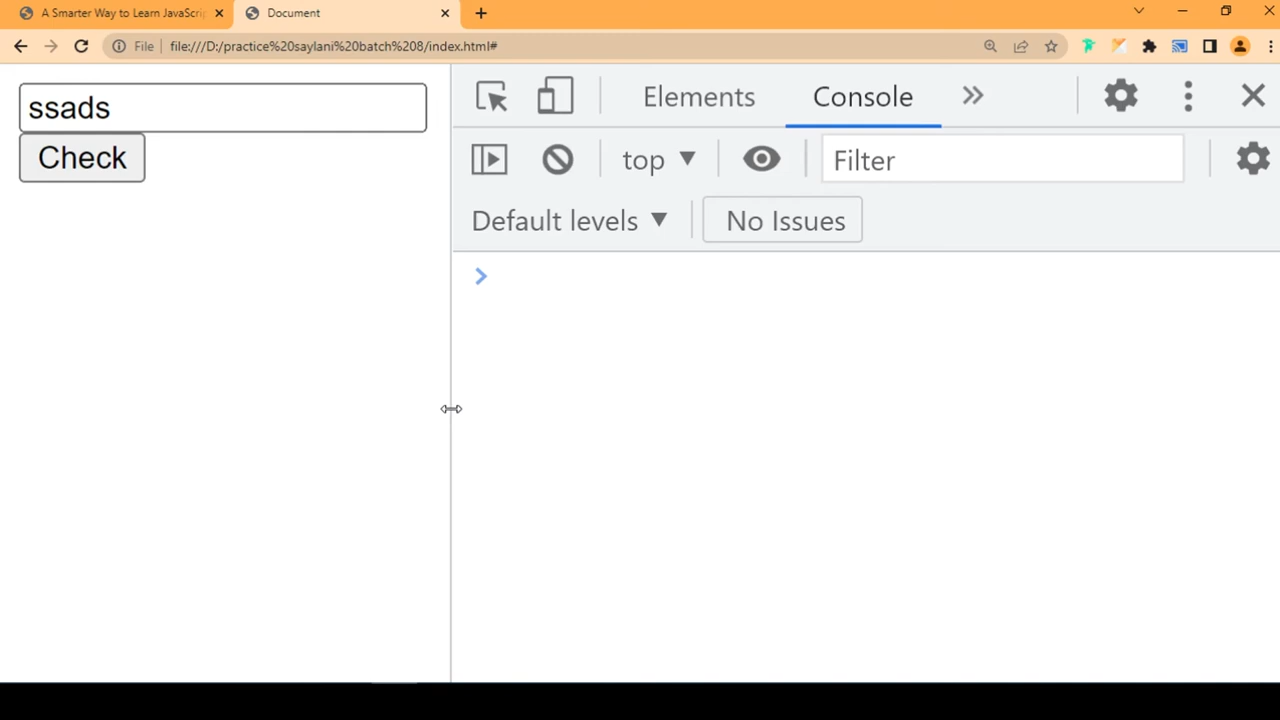 A Smarter Way to Learn JavaScri
Document
File
file:///D:/practice%20saylani%20batch%208/index.html#
ssads
Check
Elements
Console
top
Filter
Default levels
No Issues